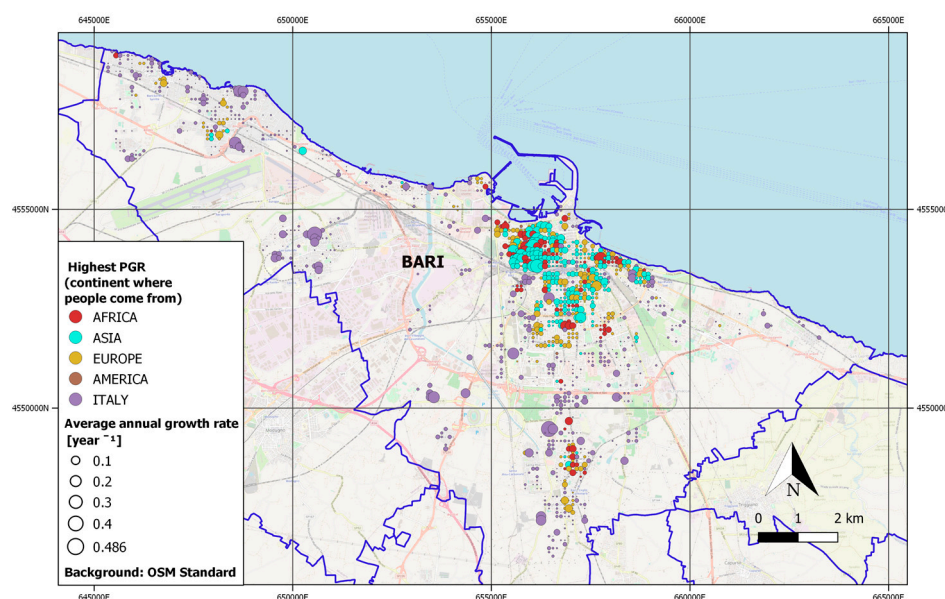 645000E 650000E 655000E 660000E 665000E
4555000N 4555000N
BARI
Highest PGR
(continent where
people come from)
AFRICA
ASIA
EUROPE
AMERICA
ITALY
4550000N 4550000N
Average annual growth rate
[year ⁻¹]
0.1
0.2
0.3
0.4
0.486
Background: OSM Standard
N
0 1 2 km
645000E 650000E 655000E 660000E 665000E